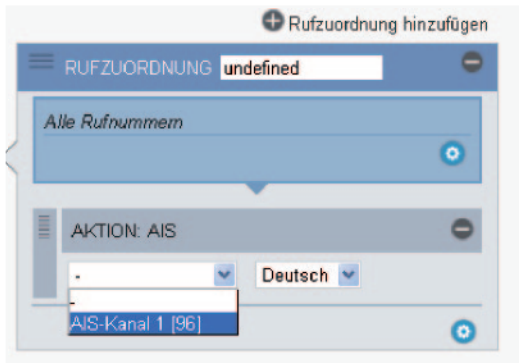 Rufzuordnung hinzufügen
RUFZUORDNUNG undefined
Alle Rufnummern
AKTION: AIS
- Deutsch
-
AIS-Kanal 1 [96]